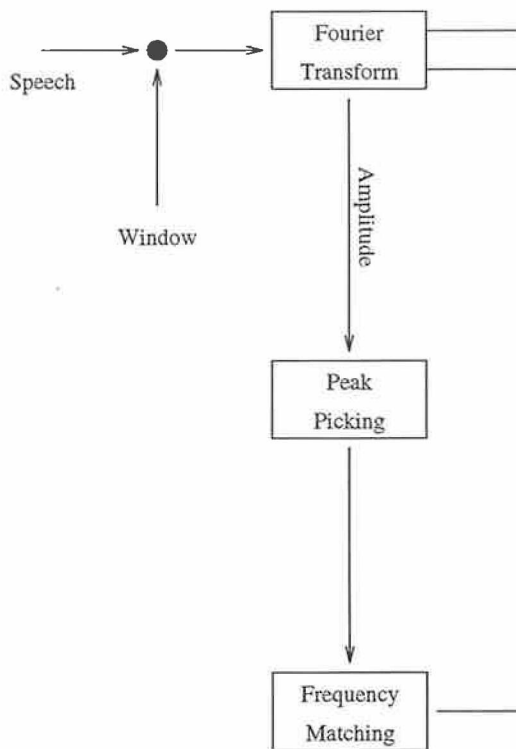 Fourier
Transform
Speech
Amplitude
Window
Peak
Picking
Frequency
Matching